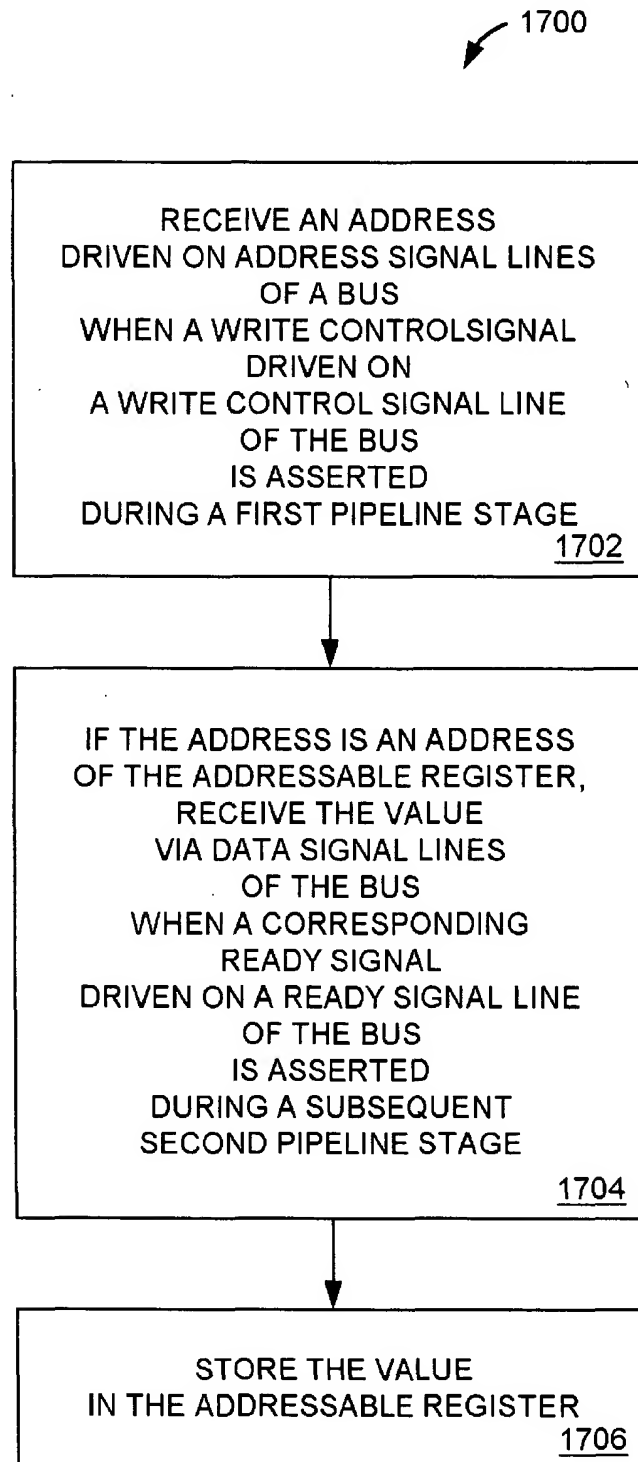 1700
RECEIVE AN ADDRESS
DRIVEN ON ADDRESS SIGNAL LINES
OF A BUS
WHEN A WRITE CONTROLSIGNAL
DRIVEN ON
A WRITE CONTROL SIGNAL LINE
OF THE BUS
IS ASSERTED
DURING A FIRST PIPELINE STAGE
1702
IF THE ADDRESS IS AN ADDRESS
OF THE ADDRESSABLE REGISTER,
RECEIVE THE VALUE
VIA DATA SIGNAL LINES
OF THE BUS
WHEN A CORRESPONDING
READY SIGNAL
DRIVEN ON A READY SIGNAL LINE
OF THE BUS
IS ASSERTED
DURING A SUBSEQUENT
SECOND PIPELINE STAGE
1704
STORE THE VALUE
IN THE ADDRESSABLE REGISTER
1706